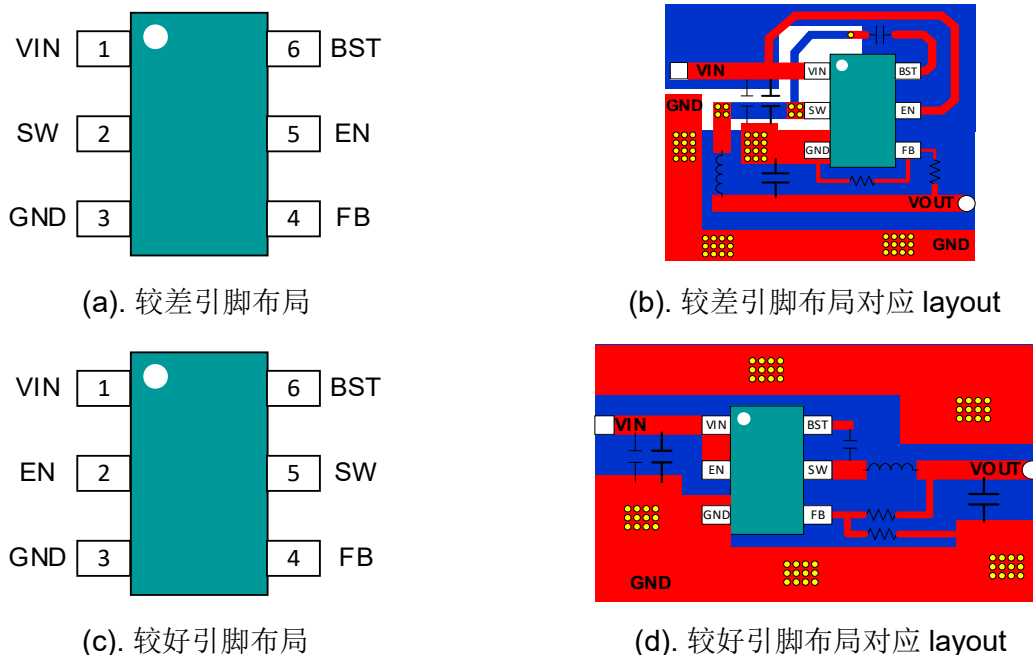 VIN 1 6 BST
SW 2 5 EN
GND 3 4 FB
(a). 较差引脚布局
VIN VIN BST
GND SW EN
GND FB
VOUT
GND
(b). 较差引脚布局对应 layout
VIN 1 6 BST
EN 2 5 SW
GND 3 4 FB
(c). 较好引脚布局
VIN VIN BST
EN SW VOUT
GND FB
GND
(d). 较好引脚布局对应 layout